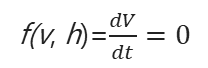 f(v, h)=dV/dt = 0